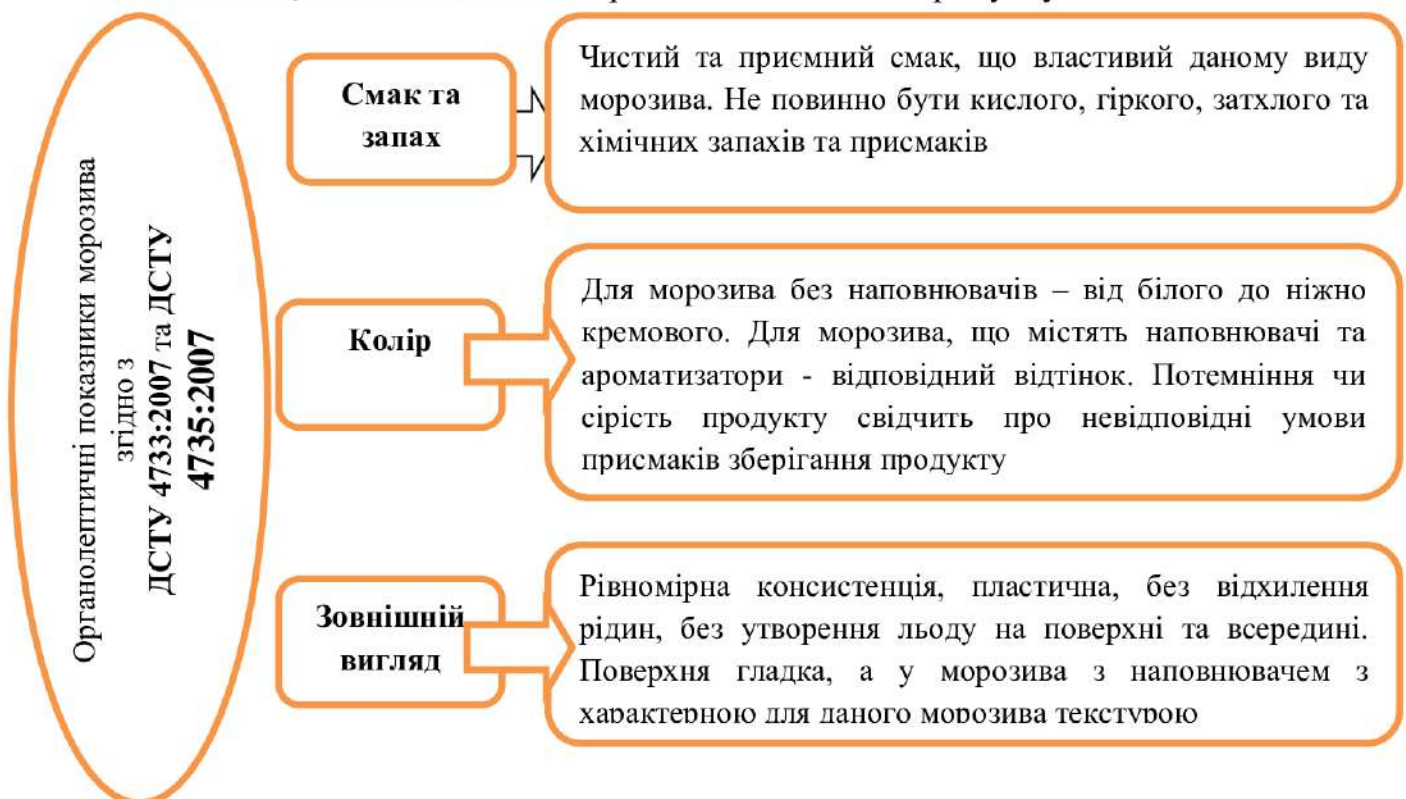 Органолептичні показники морозива
згідно з
ДСТУ 4733:2007 та ДСТУ
4735:2007
Смак та
запах
Чистий та приємний смак, що властивий даному виду
морозива. Не повинно бути кислого, гіркого, затхлого та
хімічних запахів та присмаків
Колір
Для морозива без наповнювачів – від білого до ніжно
кремового. Для морозива, що містять наповнювачі та
ароматизатори - відповідний відтінок. Потемніння чи
сірість продукту свідчить про невідповідні умови
присмаків зберігання продукту
Зовнішній
вигляд
Рівномірна консистенція, пластична, без відхилення
рідин, без утворення льоду на поверхні та всередині.
Поверхня гладка, а у морозива з наповнювачем з
характерною для даного морозива текстурою